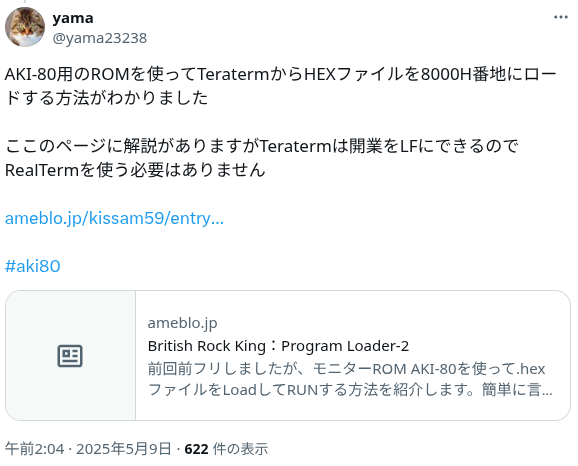 yama
@yama23238
AKI-80用のROMを使ってTeratermからHEXファイルを8000H番地にロー
ドする方法がわかりました
ここのページに解説がありますがTeratermは開業をLFにできるので
RealTermを使う必要はありません
ameblo.jp/kissam59/entry...
#aki80
ameblo.jp
British Rock King：Program Loader-2
前回前フリしましたが、モニターROM AKI-80を使って.hex
ファイルをLoadしてRUNする方法を紹介します。簡単に言...
午前2:04 · 2025年5月9日 · 622 件の表示